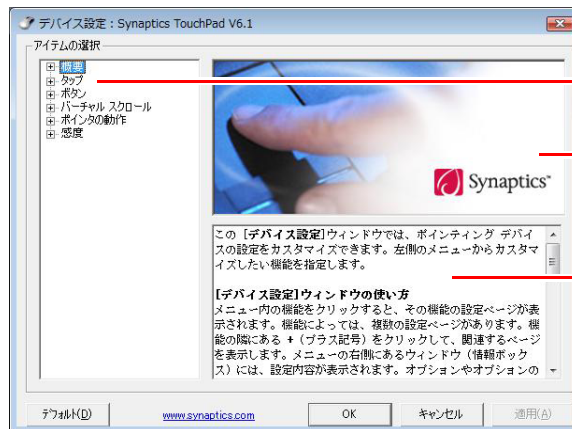 デバイス設定：Synaptics TouchPad V6.1
アイテムの選択
概要
タップ
ボタン
バーチャル スクロール
ポインタの動作
感度
Synaptics™
この [デバイス設定]ウィンドウでは、ポインティング デバイ
スの設定をカスタマイズできます。左側のメニューからカスタマ
イズしたい機能を指定します。
[デバイス設定]ウィンドウの使い方
メニュー内の機能をクリックすると、その機能の設定ページが表
示されます。機能によっては、複数の設定ページがあります。機
能の隣にある + (プラス記号) をクリックして、関連するページ
を表示します。メニューの右側にあるウィンドウ (情報ボック
ス) には、設定内容が表示されます。オプションやオプションの
デフォルト(D)
www.synaptics.com
OK
キャンセル
適用(A)